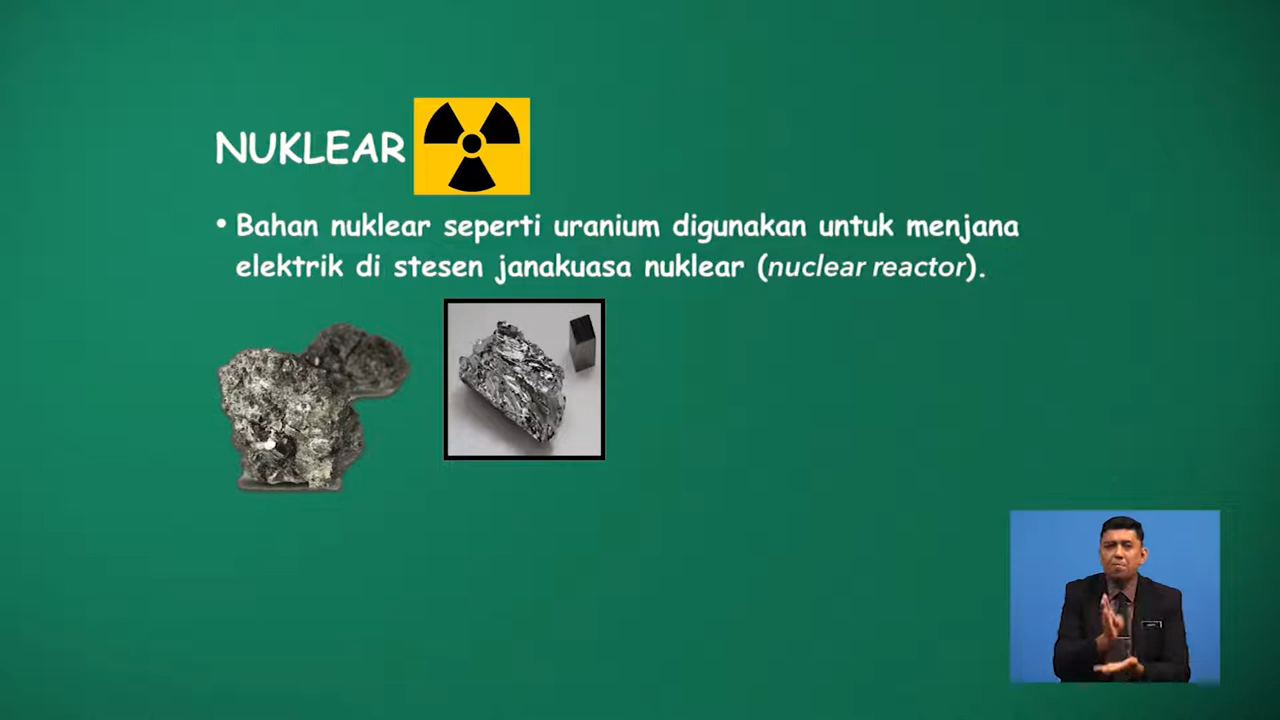 NUKLEAR
• Bahan nuklear seperti uranium digunakan untuk menjana
elektrik di stesen janakuasa nuklear (nuclear reactor).